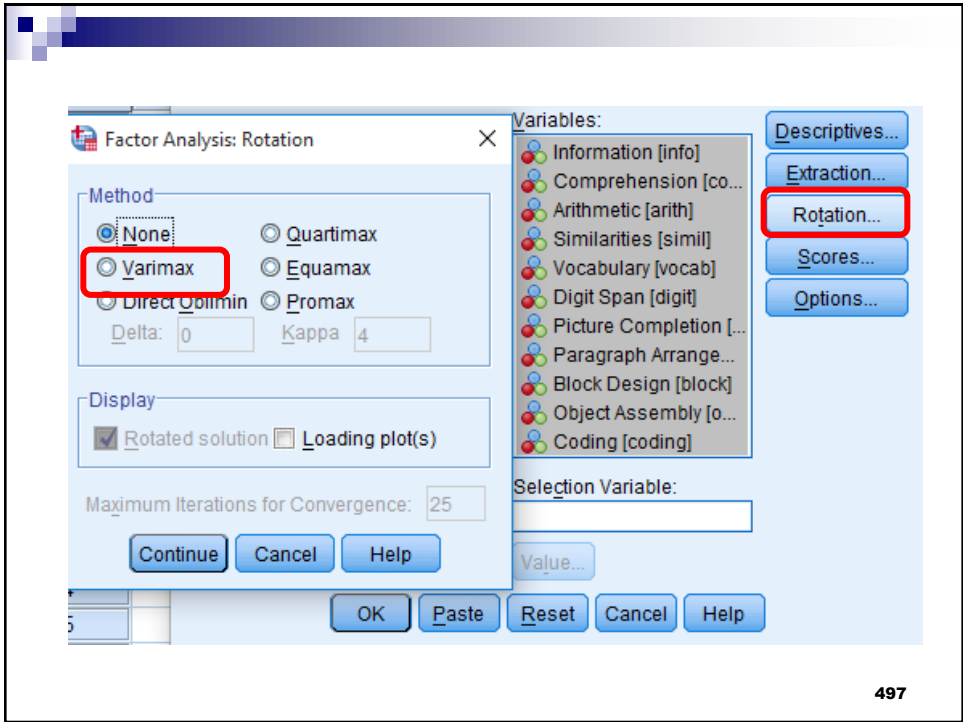 Factor Analysis: Rotation
Method
None
Quartimax
Varimax
Equamax
Direct Oblimin
Promax
Delta: 0
Kappa 4
Display
Rotated solution
Loading plot(s)
Maximum Iterations for Convergence: 25
Continue
Cancel
Help
Variables:
Information [info]
Comprehension [co...
Arithmetic [arith]
Similarities [simil]
Vocabulary [vocab]
Digit Span [digit]
Picture Completion [...
Paragraph Arrange...
Block Design [block]
Object Assembly [o...
Coding [coding]
Selection Variable:
Value...
Descriptives...
Extraction...
Rotation...
Scores...
Options...
5
OK
Paste
Reset
Cancel
Help
497